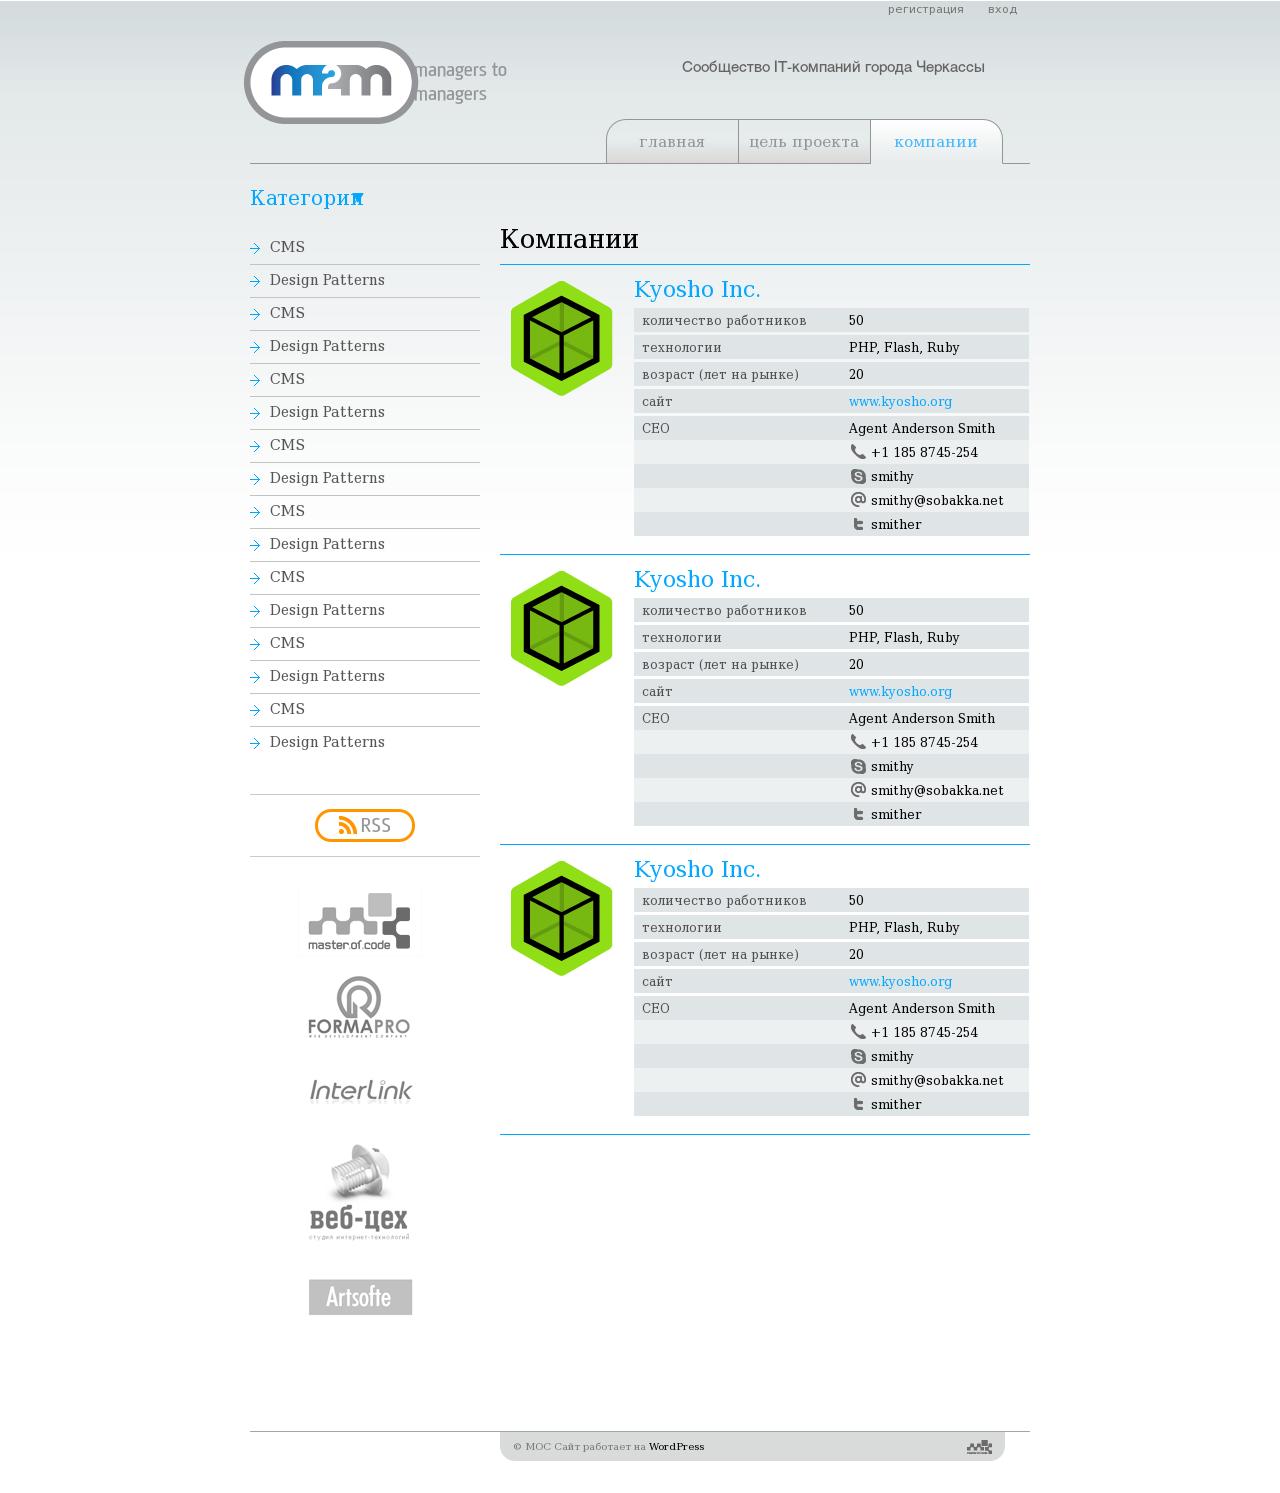 регистрация вход
m2m managers to
managers
Сообщество IT-компаний города Черкассы
главная цель проекта компании
Категории
CMS
Design Patterns
CMS
Design Patterns
CMS
Design Patterns
CMS
Design Patterns
CMS
Design Patterns
CMS
Design Patterns
CMS
Design Patterns
CMS
Design Patterns
RSS
master of code
FORMAPRO
WEB DEVELOPMENT COMPANY
InterLink
веб-цех
студия интернет-технологий
Artsofte
Компании
Kyosho Inc.
количество работников 50
технологии PHP, Flash, Ruby
возраст (лет на рынке) 20
сайт www.kyosho.org
CEO Agent Anderson Smith
+1 185 8745-254
smithy
smithy@sobakka.net
smither
Kyosho Inc.
количество работников 50
технологии PHP, Flash, Ruby
возраст (лет на рынке) 20
сайт www.kyosho.org
CEO Agent Anderson Smith
+1 185 8745-254
smithy
smithy@sobakka.net
smither
Kyosho Inc.
количество работников 50
технологии PHP, Flash, Ruby
возраст (лет на рынке) 20
сайт www.kyosho.org
CEO Agent Anderson Smith
+1 185 8745-254
smithy
smithy@sobakka.net
smither
© MOC Сайт работает на WordPress